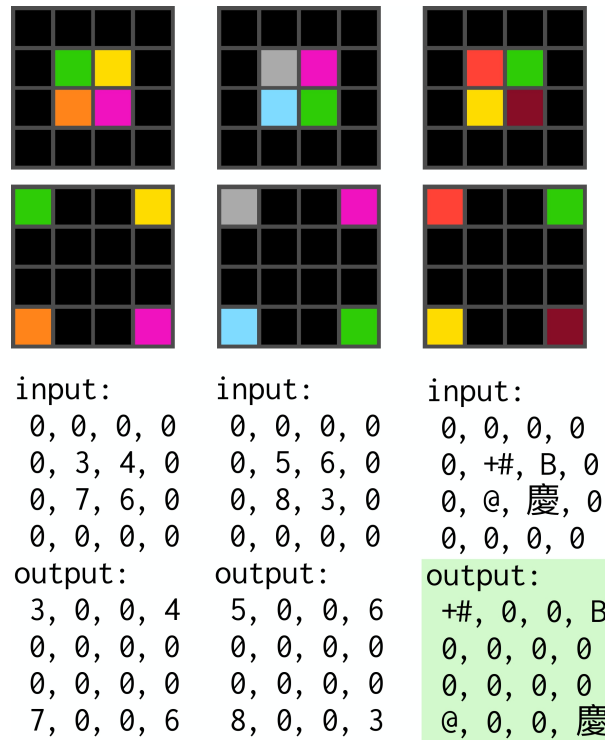 input:
0, 0, 0, 0
0, 3, 4, 0
0, 7, 6, 0
0, 0, 0, 0
output:
3, 0, 0, 4
0, 0, 0, 0
0, 0, 0, 0
7, 0, 0, 6
input:
0, 0, 0, 0
0, 5, 6, 0
0, 8, 3, 0
0, 0, 0, 0
output:
5, 0, 0, 6
0, 0, 0, 0
0, 0, 0, 0
8, 0, 0, 3
input:
0, 0, 0, 0
0, +#, B, 0
0, @, 慶, 0
0, 0, 0, 0
output:
+#, 0, 0, B
0, 0, 0, 0
0, 0, 0, 0
@, 0, 0, 慶